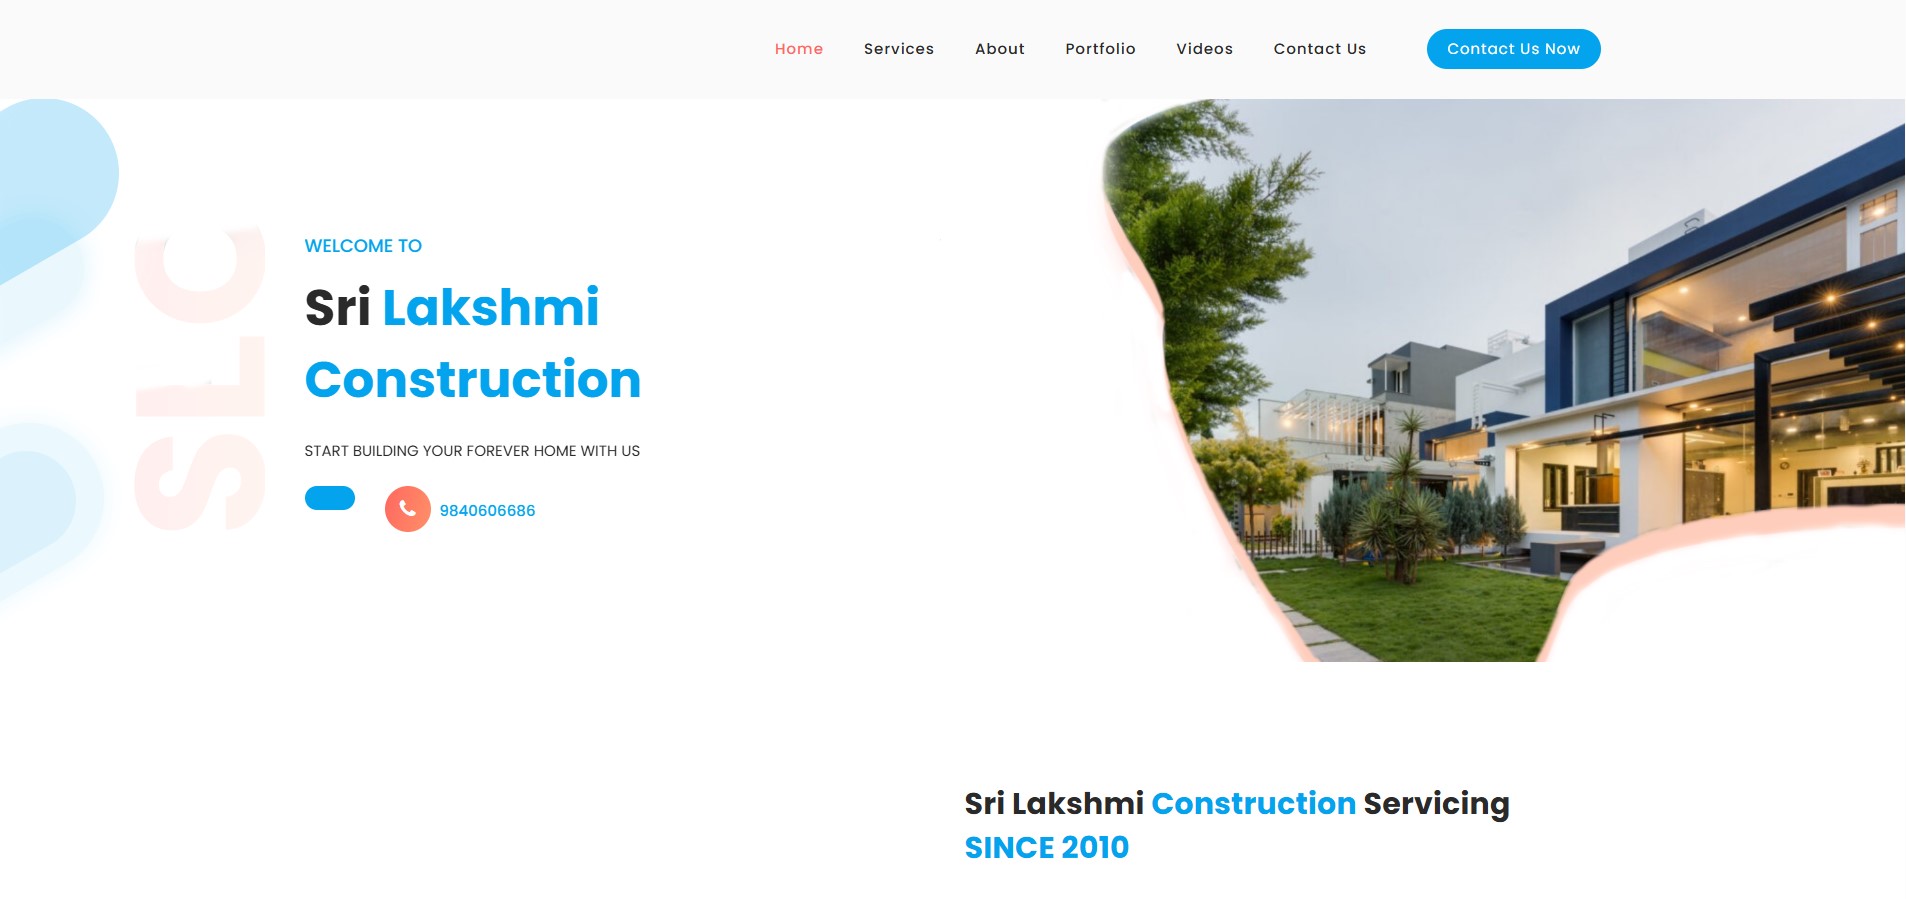 Home Services About Portfolio Videos Contact Us Contact Us Now
SLC
WELCOME TO
Sri Lakshmi
Construction
START BUILDING YOUR FOREVER HOME WITH US
9840606686
Sri Lakshmi Construction Servicing
SINCE 2010